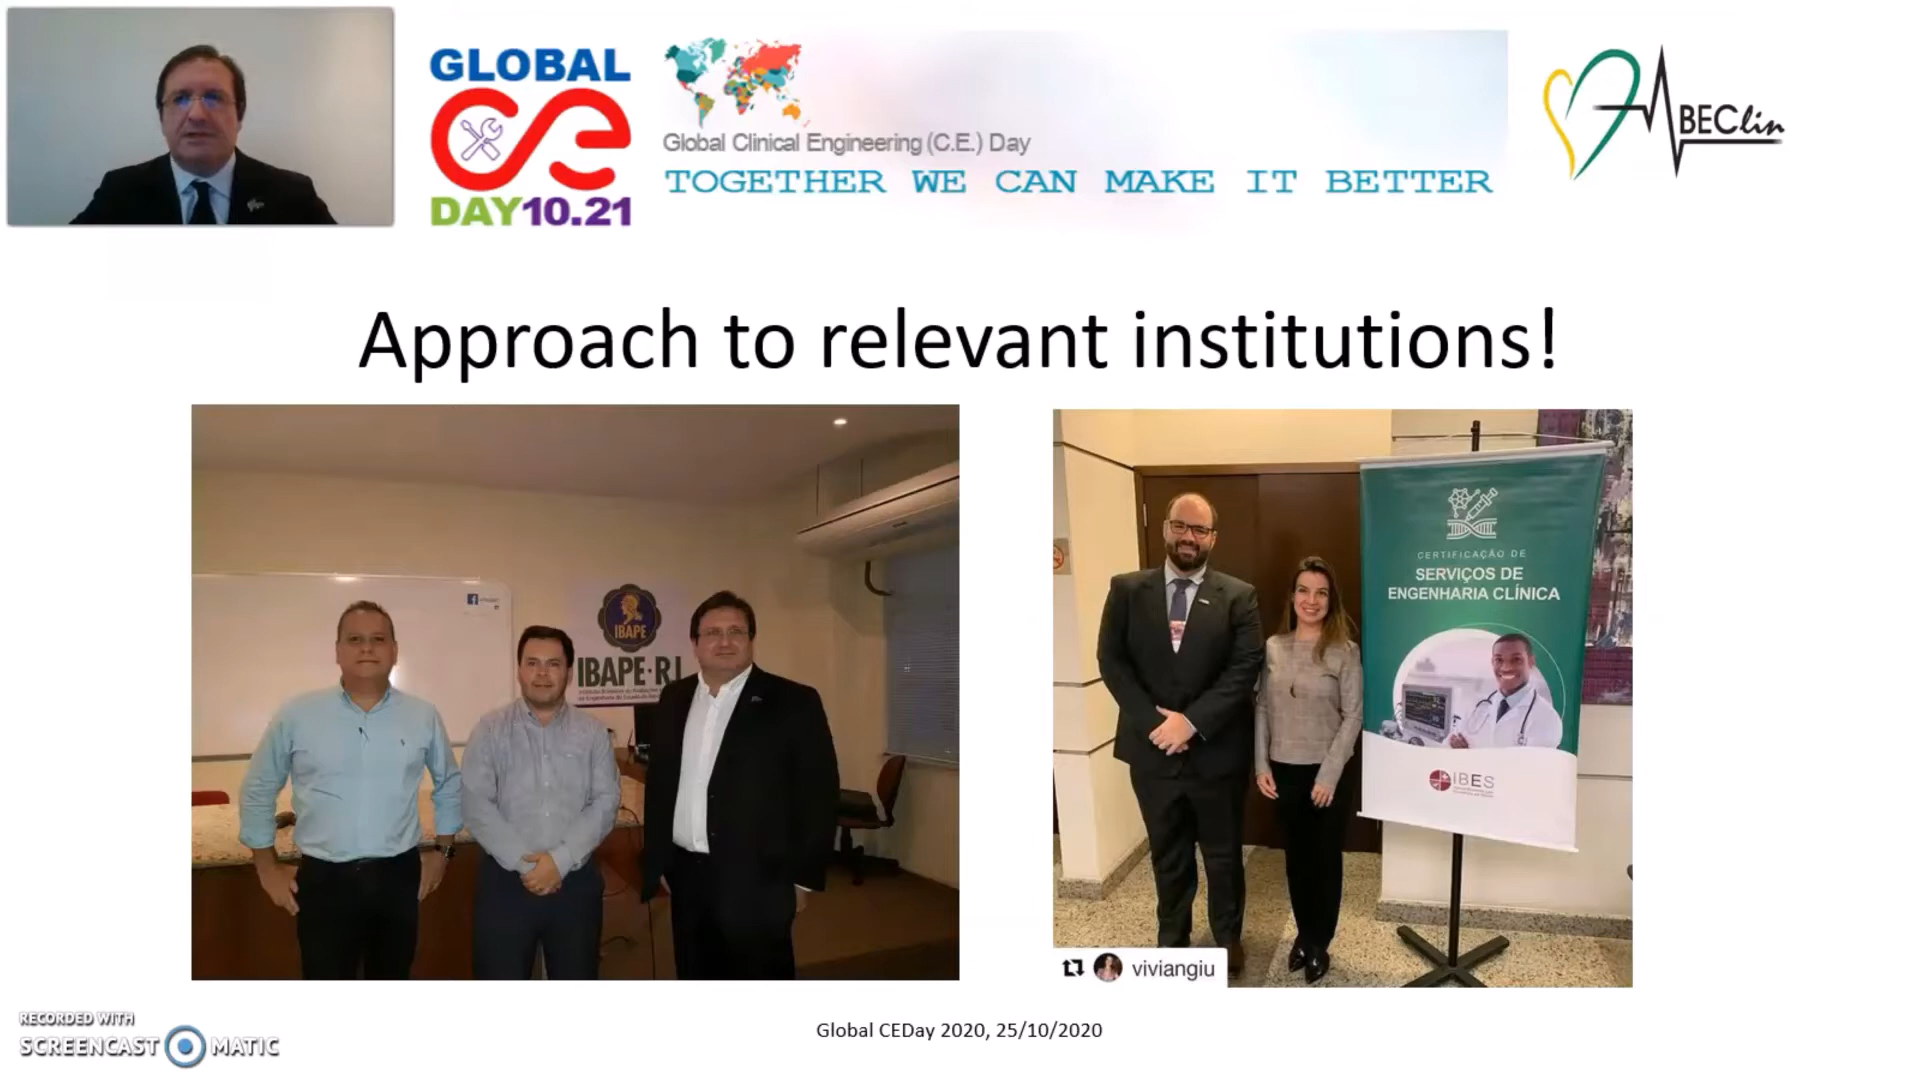 GLOBAL
CE
DAY10.21
Global Clinical Engineering (C.E.) Day
TOGETHER WE CAN MAKE IT BETTER
ABEClin
Approach to relevant institutions!
IBAPE
IBAPE-RJ
CERTIFICAÇÃO DE
SERVIÇOS DE
ENGENHARIA CLÍNICA
IBES
viviangiu
Global CEDay 2020, 25/10/2020
RECORDED WITH
SCREENCAST MATIC